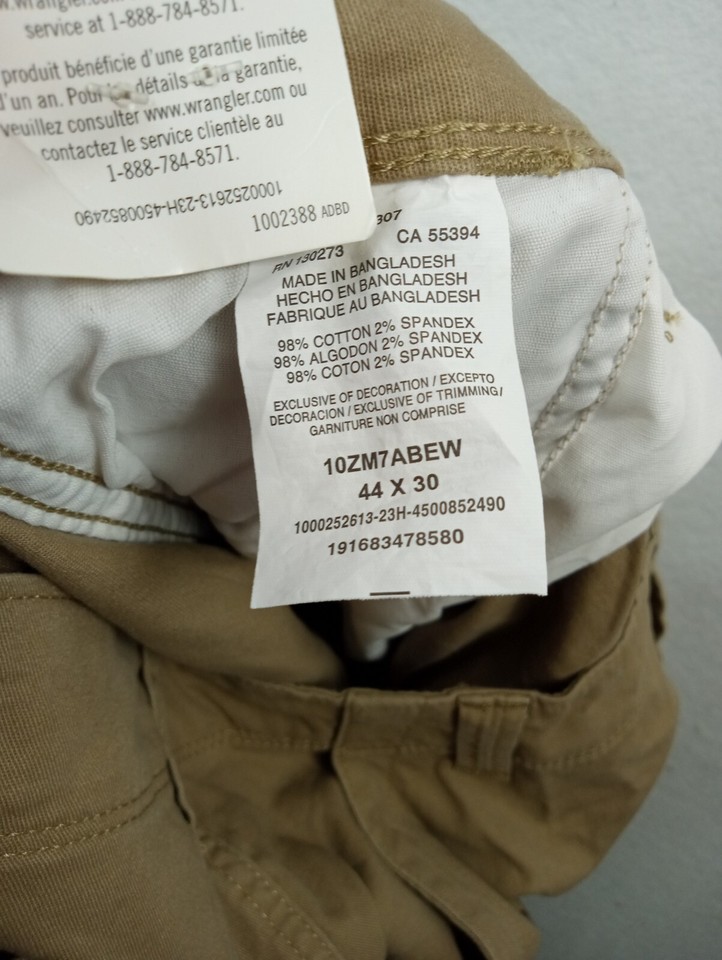 service at 1-888-784-8571.
produit bénéficie d'une garantie limitée
d'un an. Pour détails garantie,
veuillez consulter www.wrangler.com ou
contactez le service clientèle au
1-888-784-8571.
1000252613-23H-4500852490
1002388 ADBD
307
RN 130273 CA 55394
MADE IN BANGLADESH
HECHO EN BANGLADESH
FABRIQUE AU BANGLADESH
98% COTTON 2% SPANDEX
98% ALGODON 2% SPANDEX
98% COTON 2% SPANDEX
EXCLUSIVE OF DECORATION / EXCEPTO
DECORACION / EXCLUSIVE OF TRIMMING/
GARNITURE NON COMPRISE
10ZM7ABEW
44 X 30
1000252613-23H-4500852490
191683478580